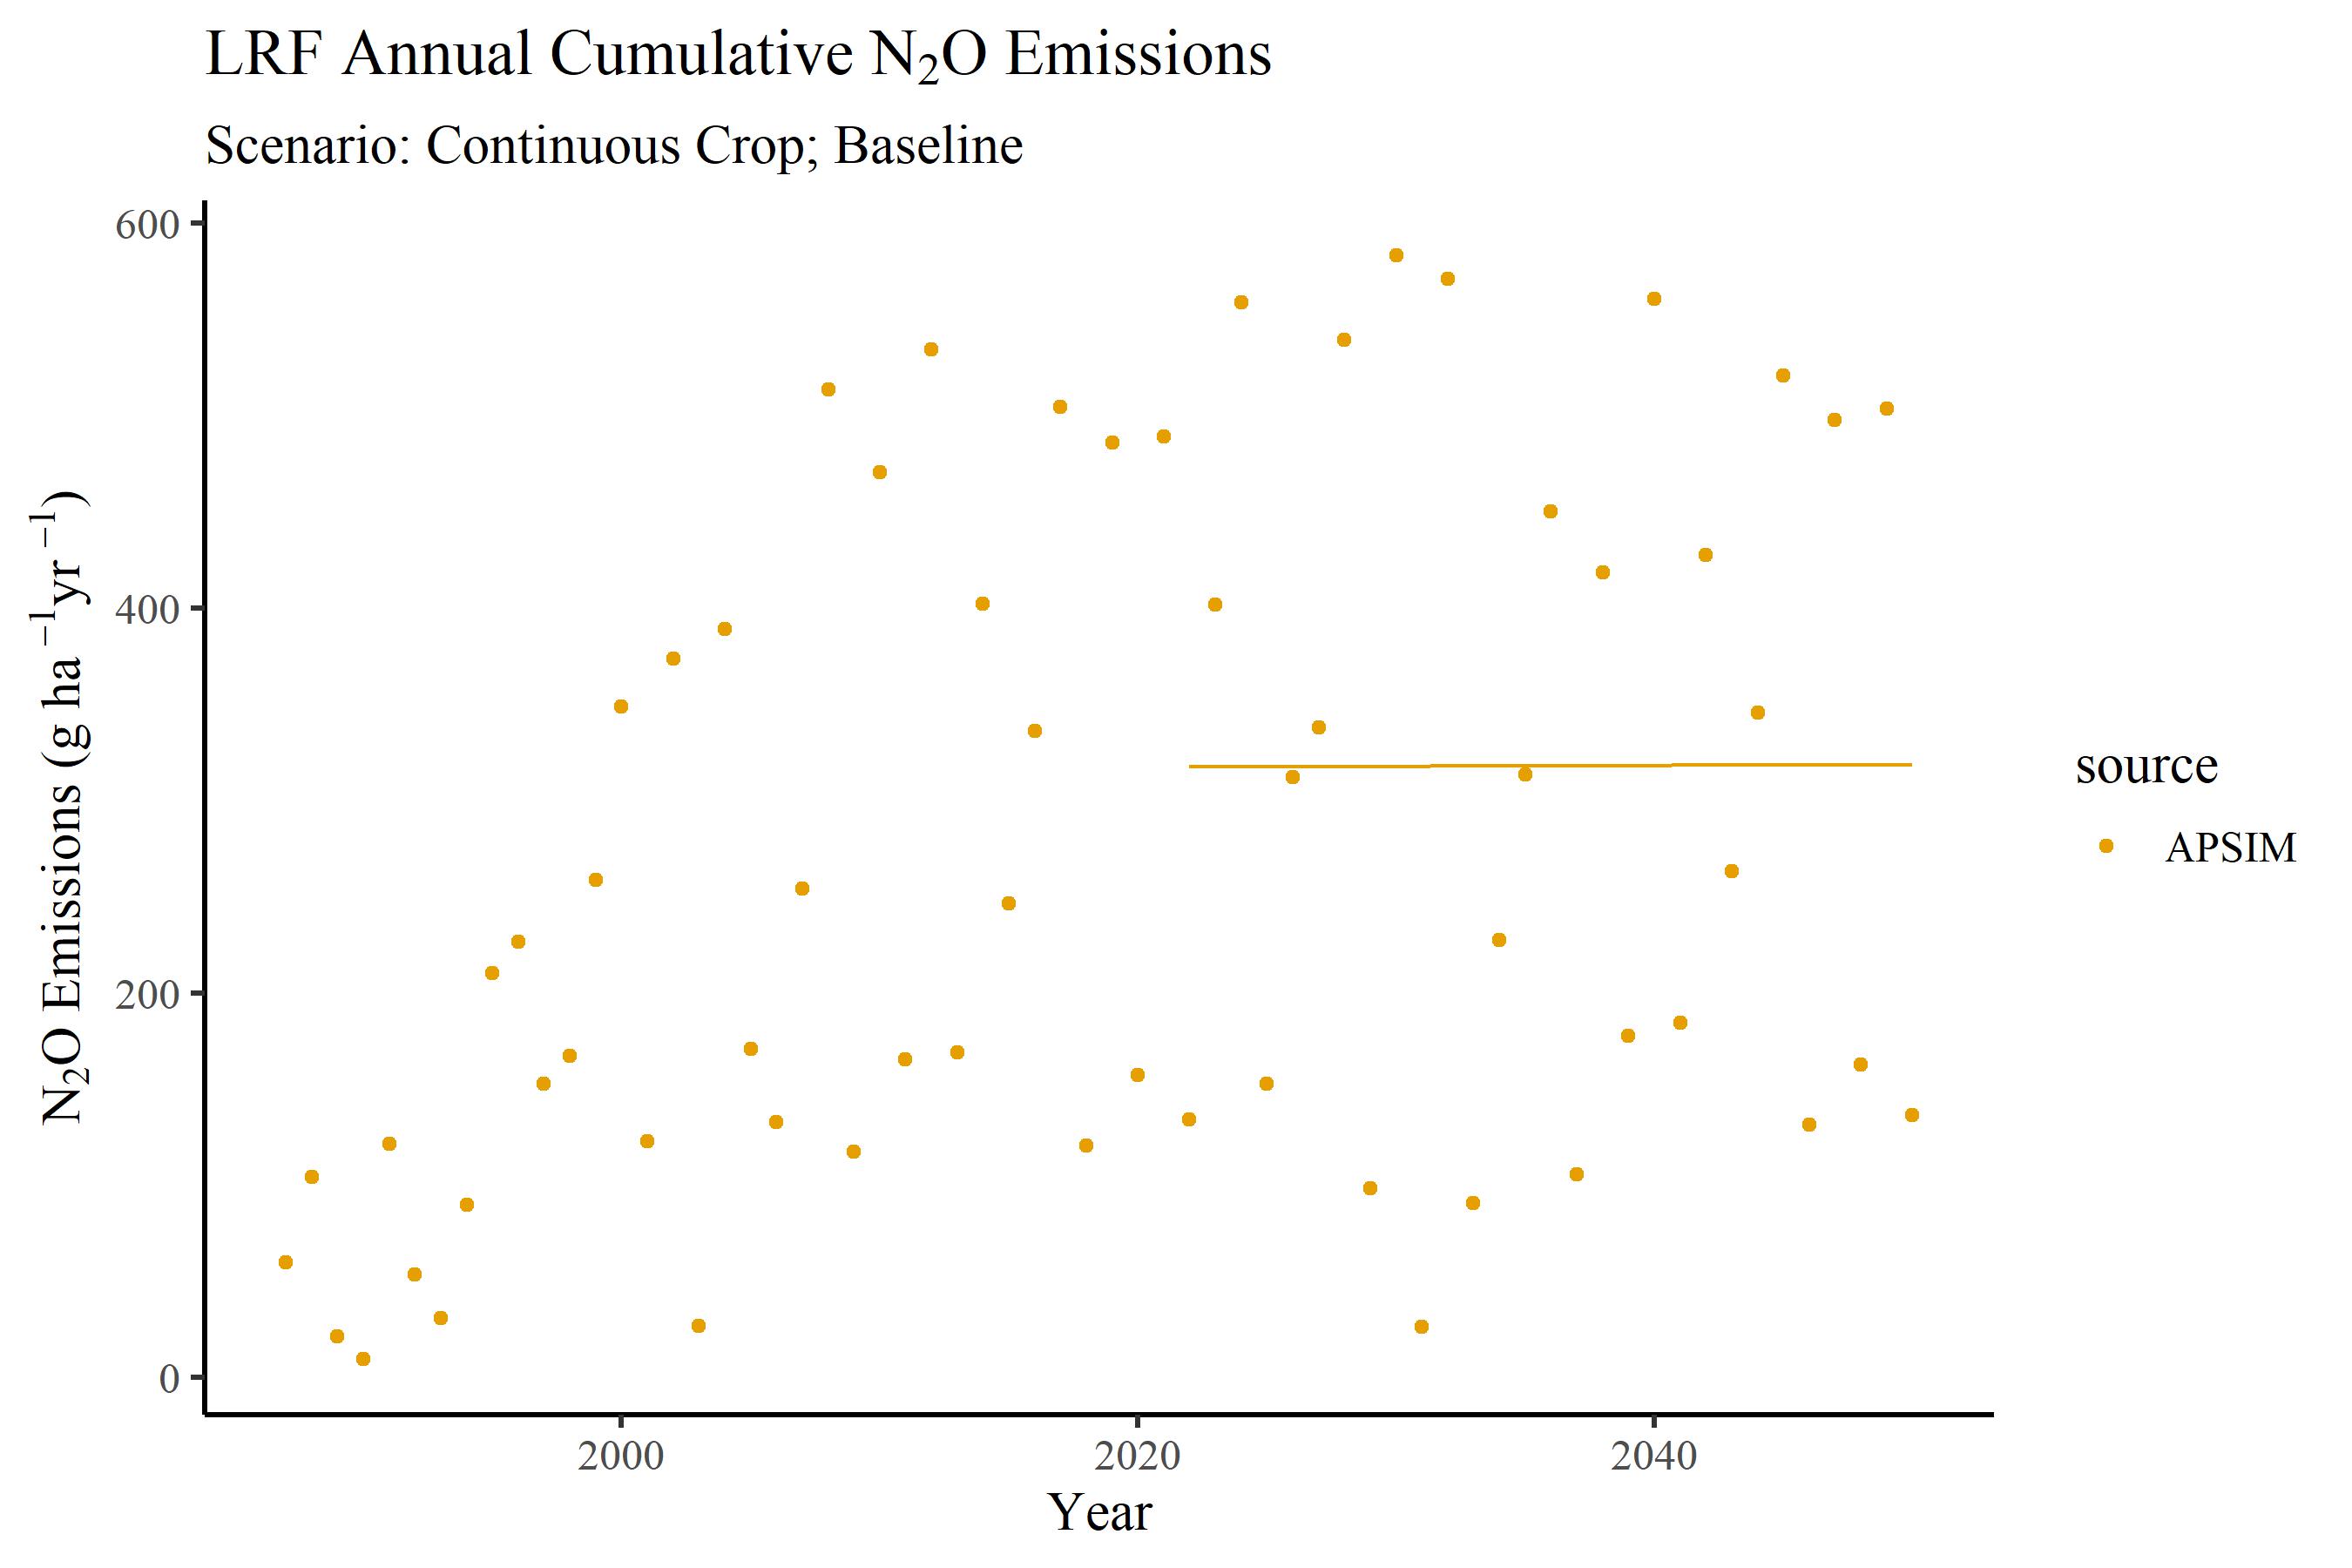 LRF Annual Cumulative N₂O Emissions
Scenario: Continuous Crop; Baseline
N₂O Emissions (g ha ⁻¹yr ⁻¹)
600
400
200
0
2000 2020 2040
Year
source
APSIM